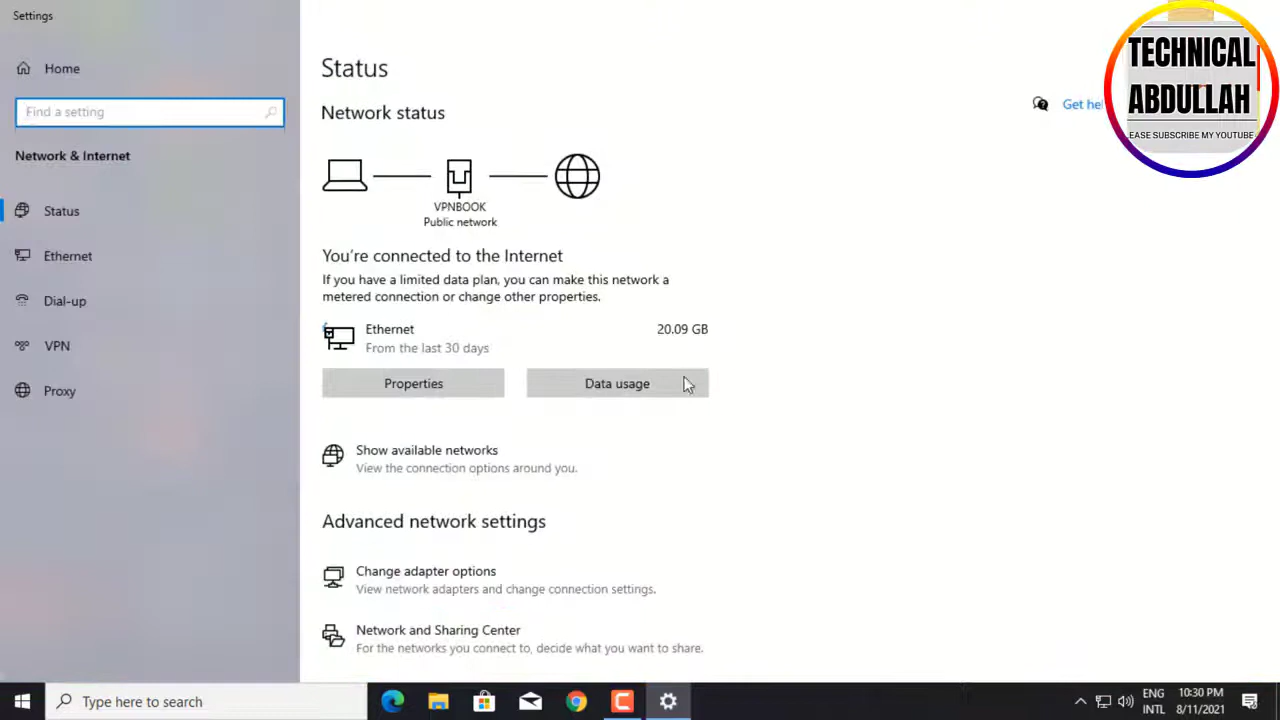 Settings
Home
Find a setting
Network & Internet
Status
Ethernet
Dial-up
VPN
Proxy
Status
Network status
VPNBOOK
Public network
You're connected to the Internet
If you have a limited data plan, you can make this network a
metered connection or change other properties.
Ethernet
20.09 GB
From the last 30 days
Properties
Data usage
Show available networks
View the connection options around you.
Advanced network settings
Change adapter options
View network adapters and change connection settings.
Network and Sharing Center
For the networks you connect to, decide what you want to share.
Get he
TECHNICAL
ABDULLAH
EASE SUBSCRIBE MY YOUTUBE
Type here to search
ENG
INTL
10:30 PM
8/11/2021